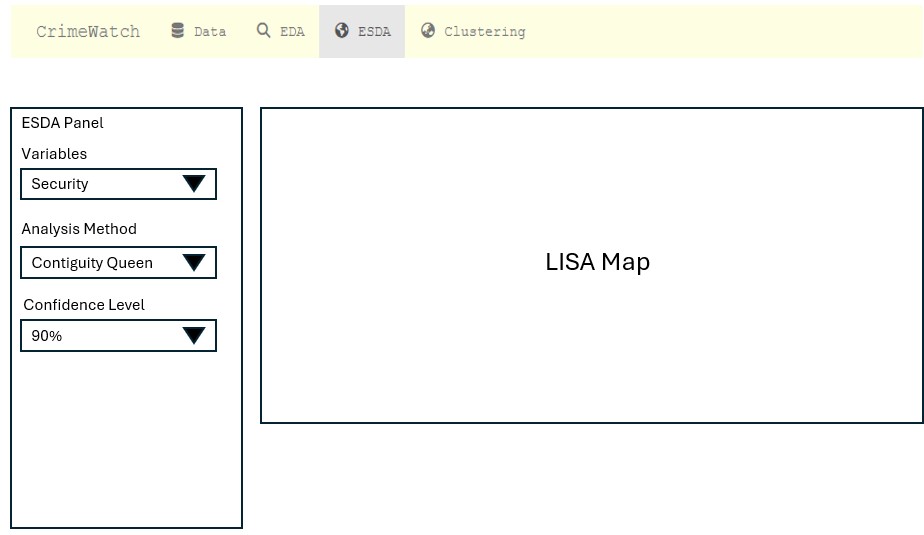 CrimeWatch Data EDA ESDA Clustering
ESDA Panel
Variables
Security
Analysis Method
Contiguity Queen
Confidence Level
90%
LISA Map